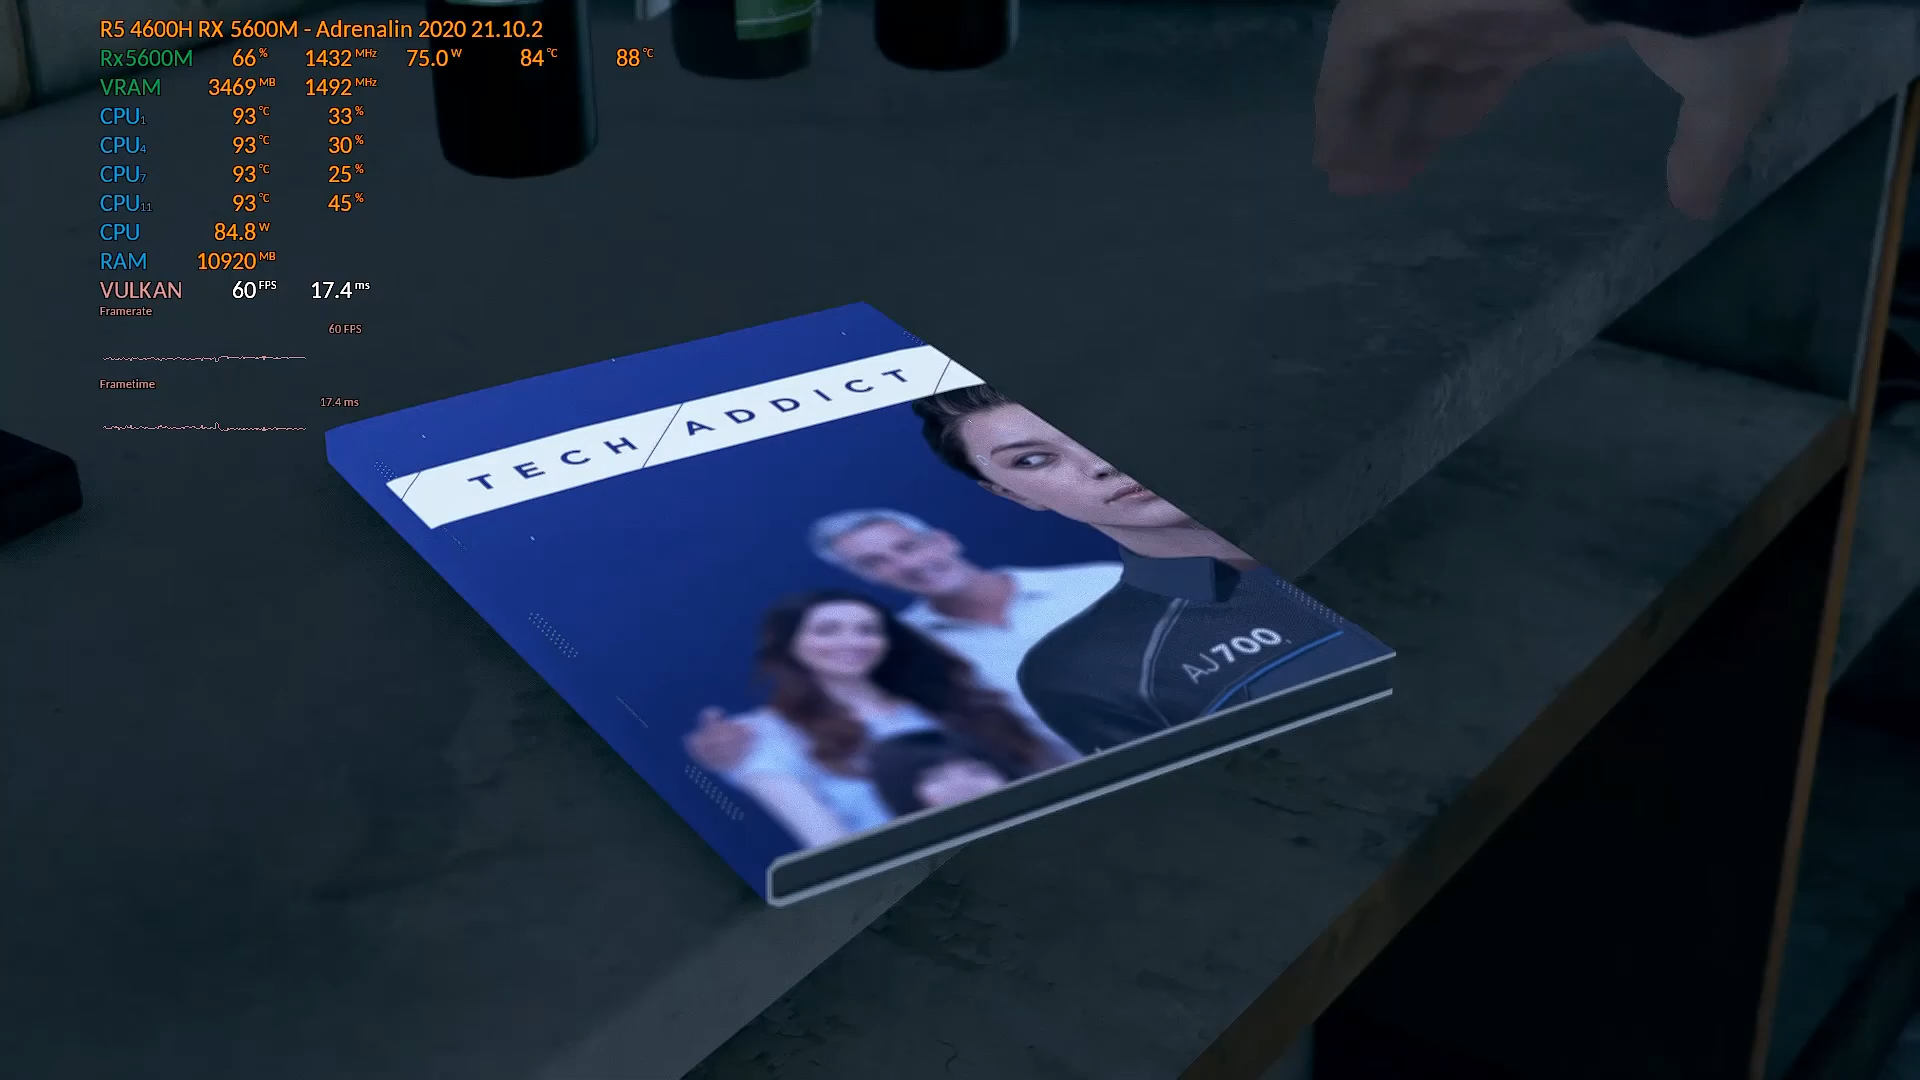 R5 4600H RX 5600M - Adrenalin 2020 21.10.2
Rx5600M 66 % 1432 MHz 75.0 W 84 °C 88 °C
VRAM 3469 MB 1492 MHz
CPU1 93 °C 33 %
CPU4 93 °C 30 %
CPU7 93 °C 25 %
CPU11 93 °C 45 %
CPU 84.8 W
RAM 10920 MB
VULKAN 60 FPS 17.4 ms
Framerate
60 FPS
Frametime
17.4 ms
TECH ADDICT
AJ700